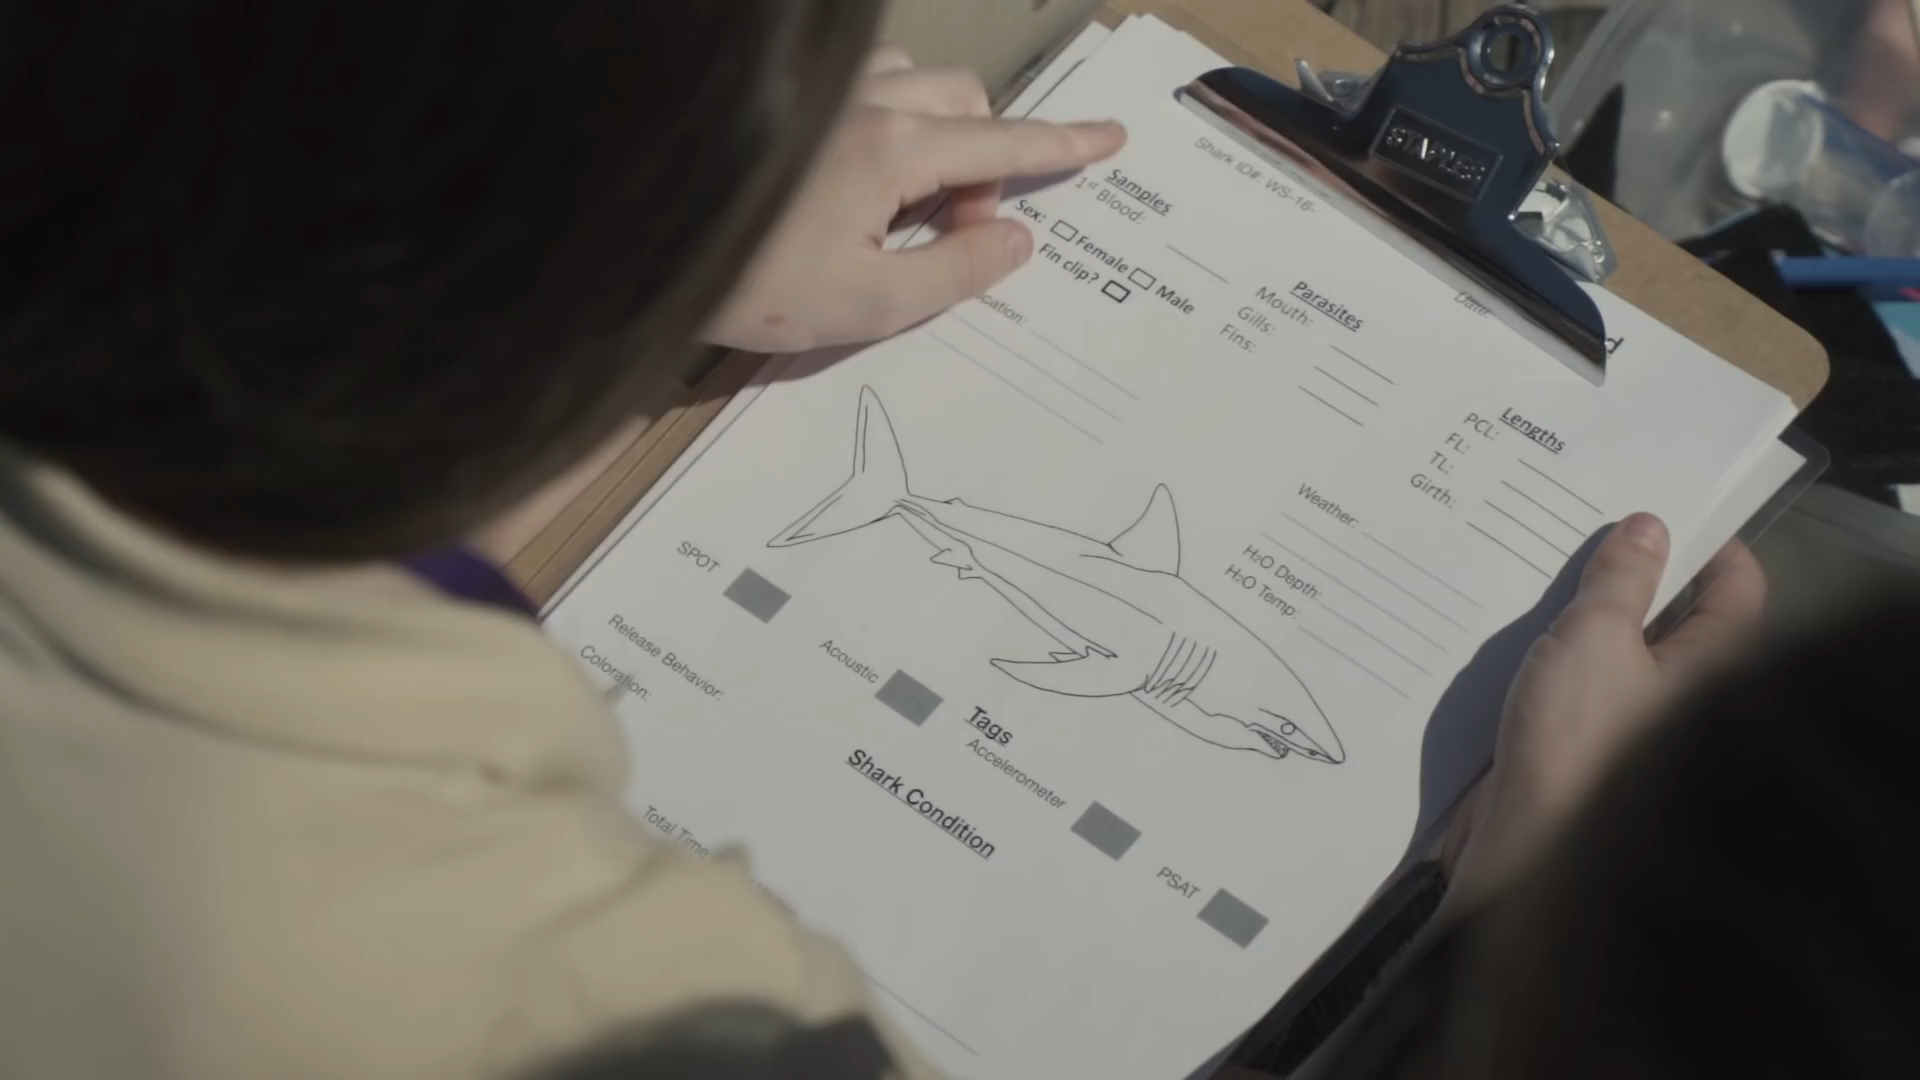 STAPLES
Shark ID#: WS-16-
Date:
Samples
1st Blood:
Sex: Female Male
Fin clip?
Parasites
Mouth:
Gills:
Fins:
Lengths
PCL:
FL:
TL:
Girth:
Weather:
H2O Depth:
H2O Temp:
SPOT
Acoustic
Tags
Accelerometer
PSAT
Shark Condition
Release Behavior:
Coloration:
Total Time